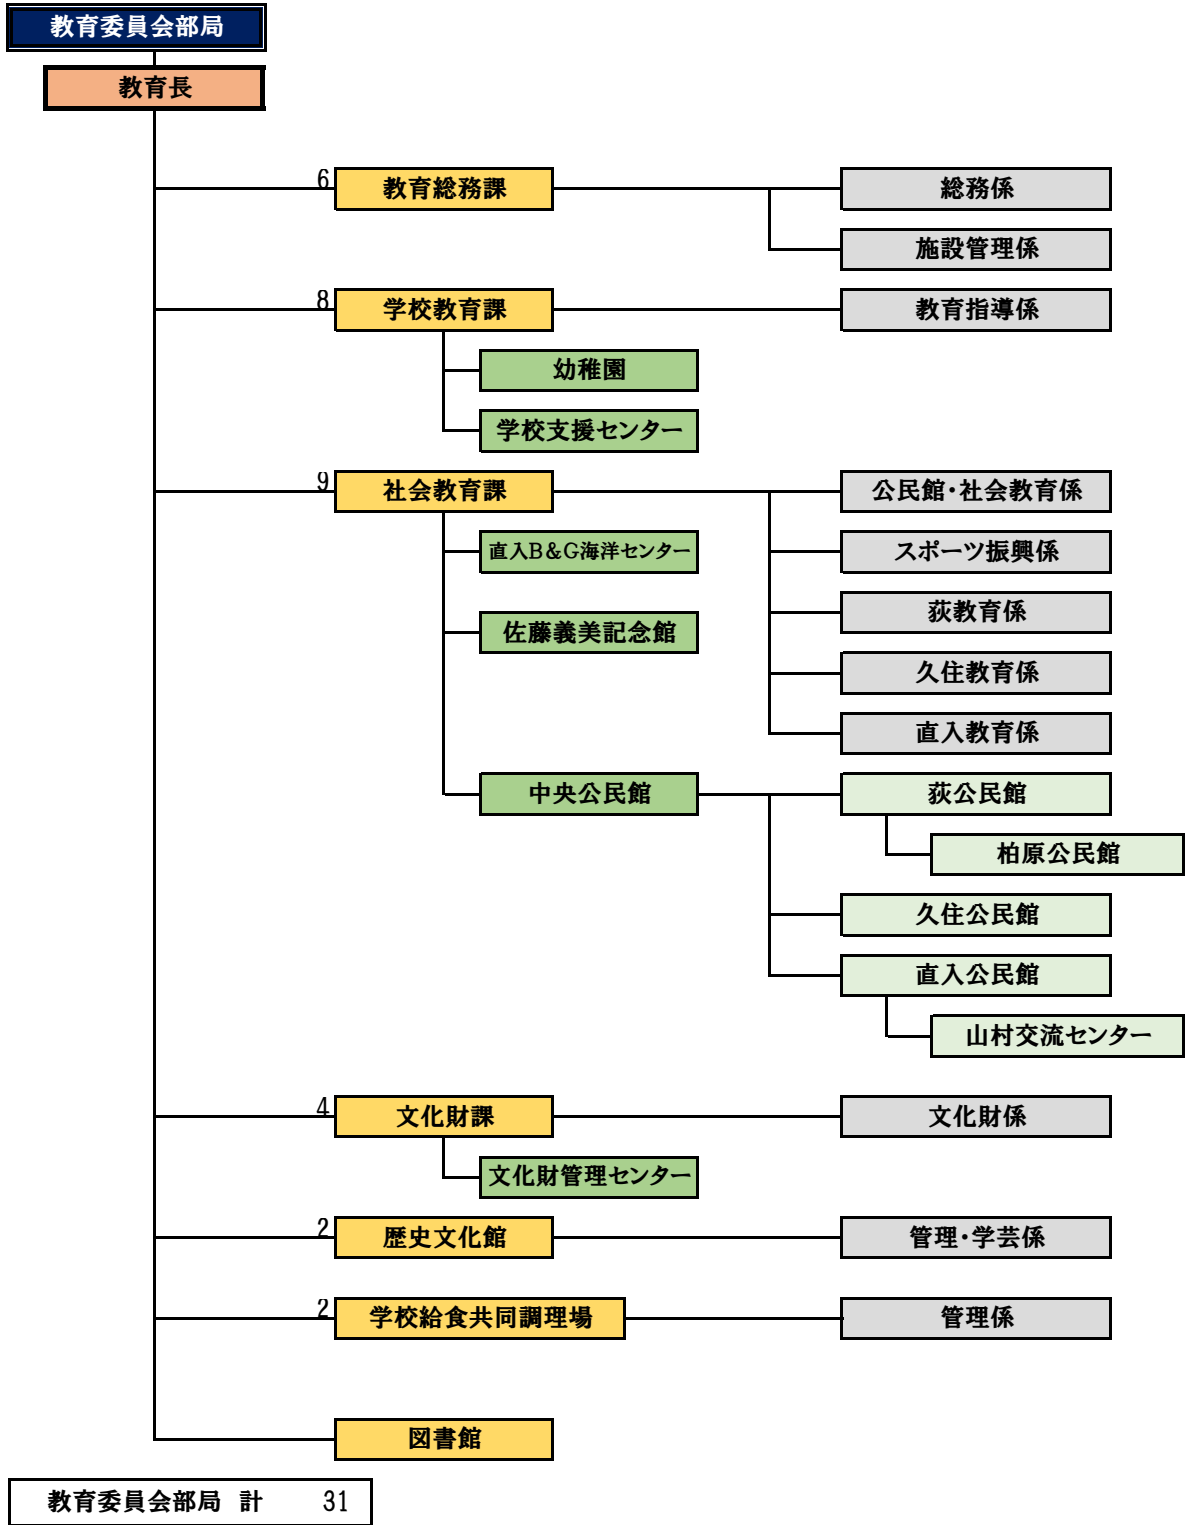 教育委員会部局
教育長
6 教育総務課 総務係
施設管理係
8 学校教育課 教育指導係
幼稚園
学校支援センター
9 社会教育課 公民館・社会教育係
直入B＆G海洋センター スポーツ振興係
佐藤義美記念館 荻教育係
久住教育係
直入教育係
中央公民館 荻公民館
柏原公民館
久住公民館
直入公民館
山村交流センター
4 文化財課 文化財係
文化財管理センター
2 歴史文化館 管理・学芸係
2 学校給食共同調理場 管理係
図書館
教育委員会部局 計 31